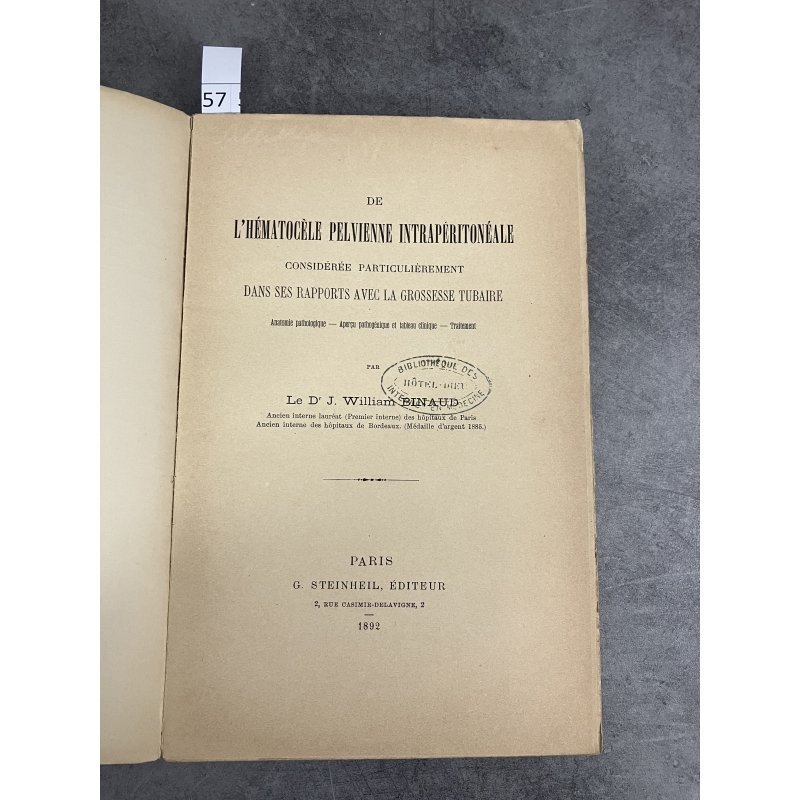 57
DE
L'HÉMATOCÈLE PELVIENNE INTRAPÉRITONÉALE
CONSIDÉRÉE PARTICULIÈREMENT
DANS SES RAPPORTS AVEC LA GROSSESSE TUBAIRE
Anatomie pathologique — Aperçu pathogénique et tableau clinique — Traitement
PAR
BIBLIOTHÈQUE DES
HÔTEL-DIEU
EN MÉDECINE
Le Dr J. William BINAUD
Ancien interne lauréat (Premier interne) des hôpitaux de Paris
Ancien interne des hôpitaux de Bordeaux. (Médaille d'argent 1885.)
PARIS
G. STEINHEIL, ÉDITEUR
2, RUE CASIMIR-DELAVIGNE, 2
1892